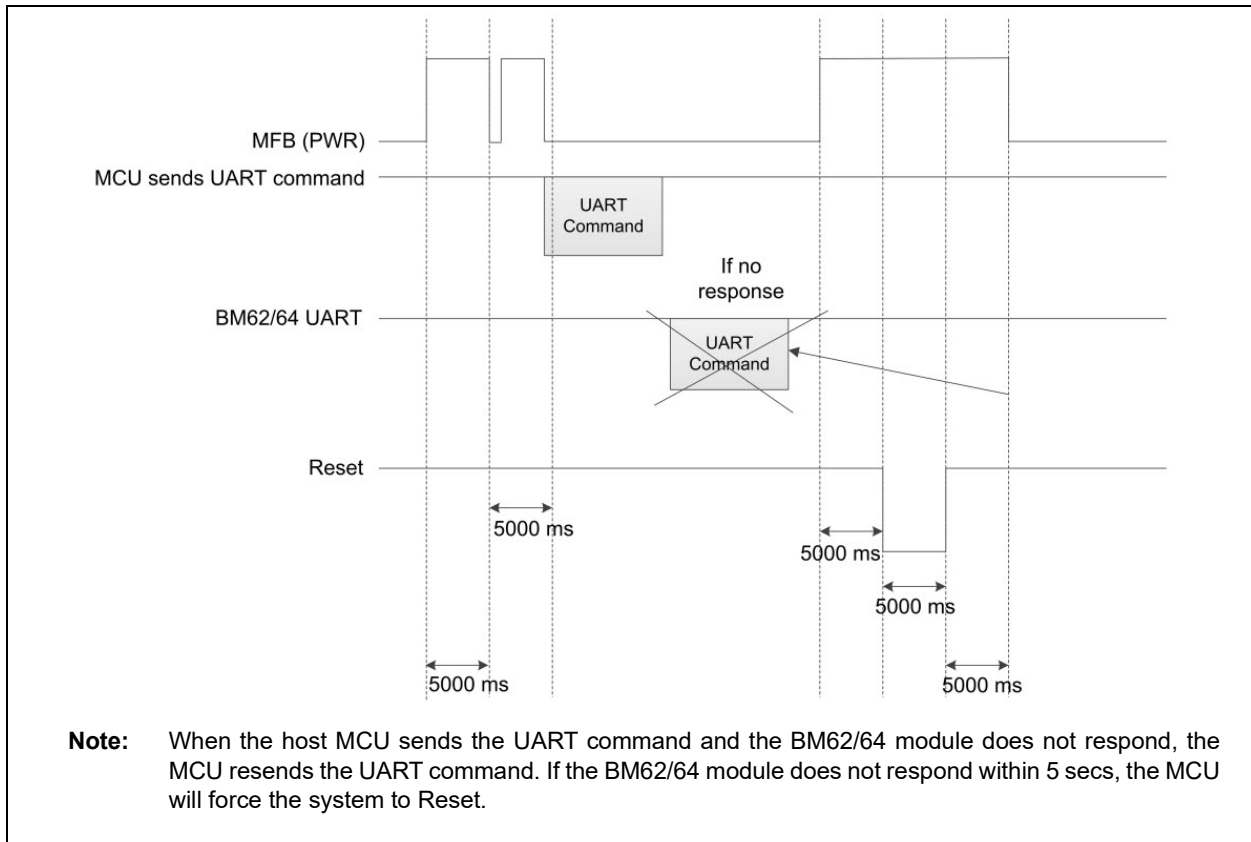 MFB (PWR)
MCU sends UART command
UART
Command
If no
response
BM62/64 UART
UART
Command
Reset
5000 ms
5000 ms
5000 ms
5000 ms
5000 ms
Note: When the host MCU sends the UART command and the BM62/64 module does not respond, the
MCU resends the UART command. If the BM62/64 module does not respond within 5 secs, the MCU
will force the system to Reset.